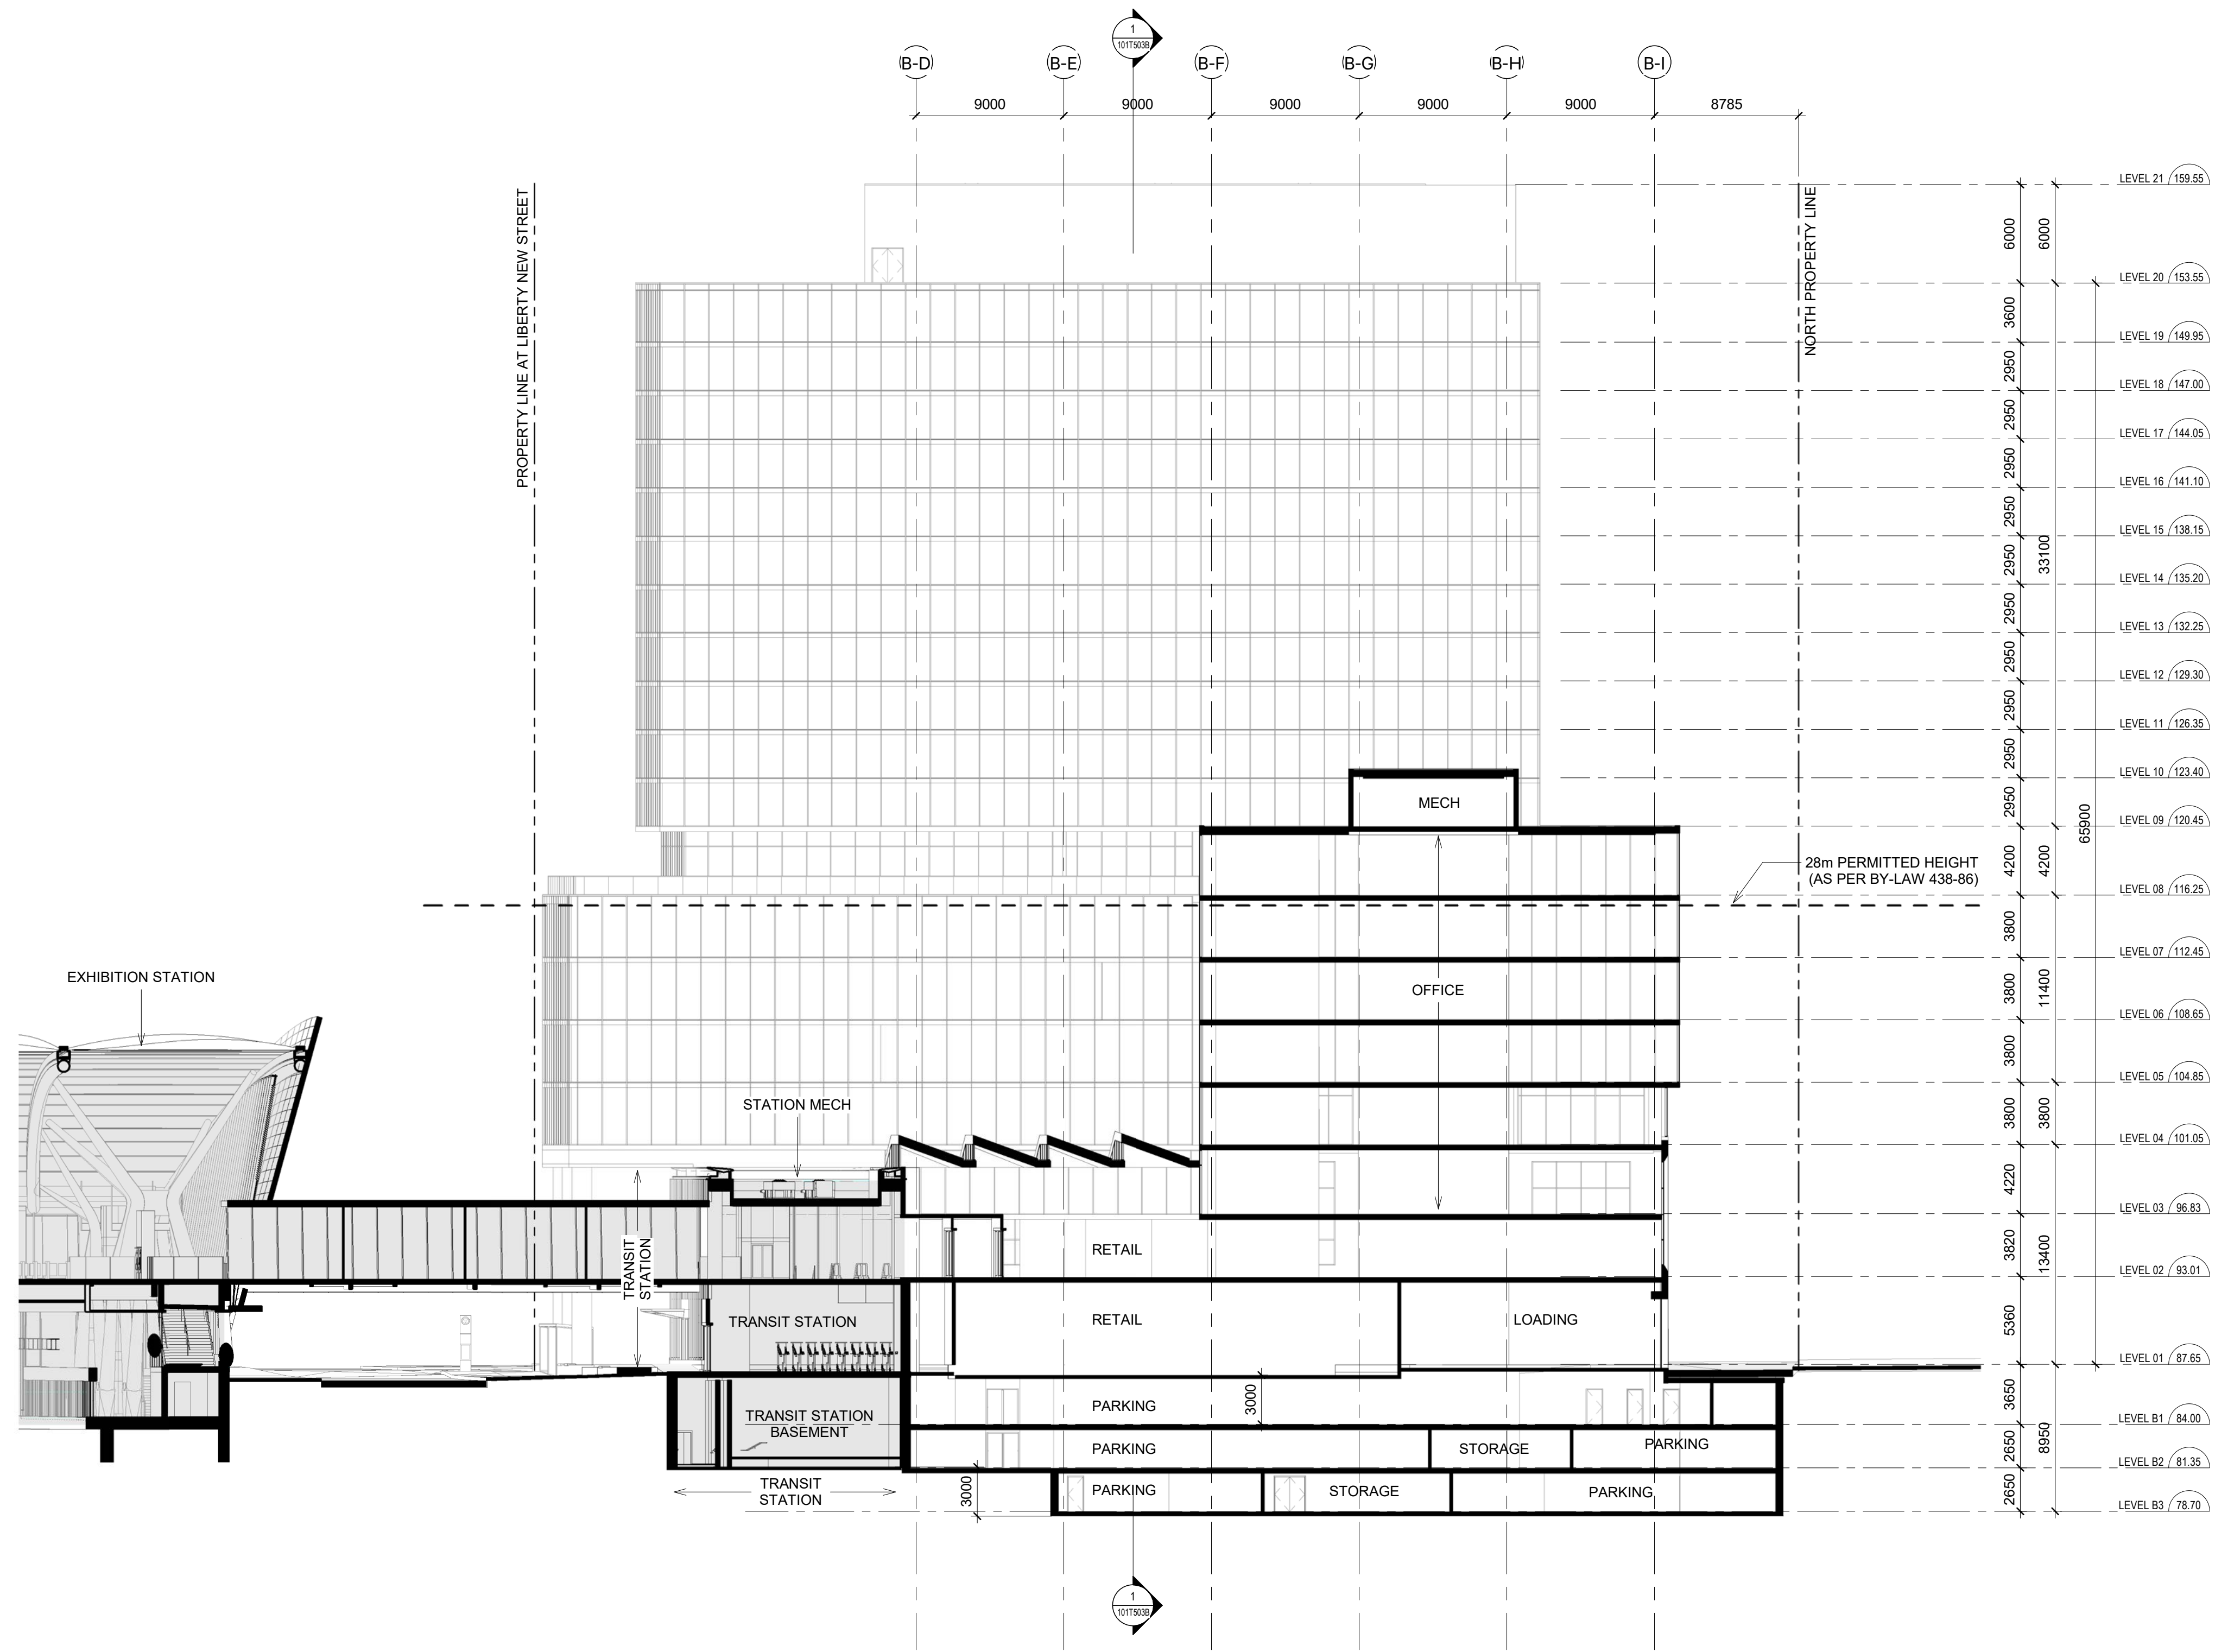 1
101T503B
B-D
B-E
B-F
B-G
B-H
B-I
9000
9000
9000
9000
9000
8785
PROPERTY LINE AT LIBERTY NEW STREET
NORTH PROPERTY LINE
LEVEL 21 159.55
6000
6000
LEVEL 20 153.55
3600
LEVEL 19 149.95
2950
LEVEL 18 147.00
2950
LEVEL 17 144.05
2950
LEVEL 16 141.10
2950
LEVEL 15 138.15
2950
33100
LEVEL 14 135.20
2950
LEVEL 13 132.25
2950
LEVEL 12 129.30
2950
LEVEL 11 126.35
2950
LEVEL 10 123.40
2950
65900
LEVEL 09 120.45
4200
4200
LEVEL 08 116.25
3800
LEVEL 07 112.45
3800
11400
LEVEL 06 108.65
3800
LEVEL 05 104.85
3800
3800
LEVEL 04 101.05
4220
LEVEL 03 96.83
3820
13400
LEVEL 02 93.01
5360
LEVEL 01 87.65
3650
LEVEL B1 84.00
2650
8950
LEVEL B2 81.35
2650
LEVEL B3 78.70
MECH
28m PERMITTED HEIGHT
(AS PER BY-LAW 438-86)
OFFICE
EXHIBITION STATION
STATION MECH
TRANSIT
STATION
RETAIL
TRANSIT STATION
RETAIL
LOADING
TRANSIT STATION
BASEMENT
PARKING
3000
PARKING
STORAGE
PARKING
TRANSIT
STATION
3000
PARKING
STORAGE
PARKING
1
101T503B